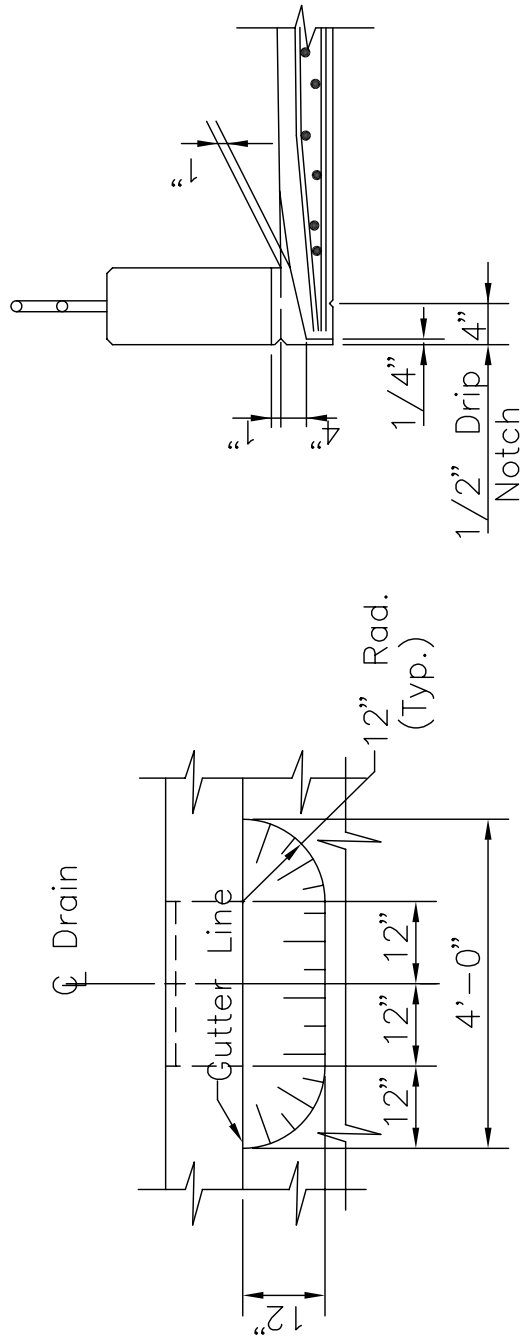 ℄ Drain
Gutter Line
12" Rad.
(Typ.)
12"
12"
12"
12"
4'-0"
1"
1"
4"
1/4"
4"
1/2" Drip
Notch